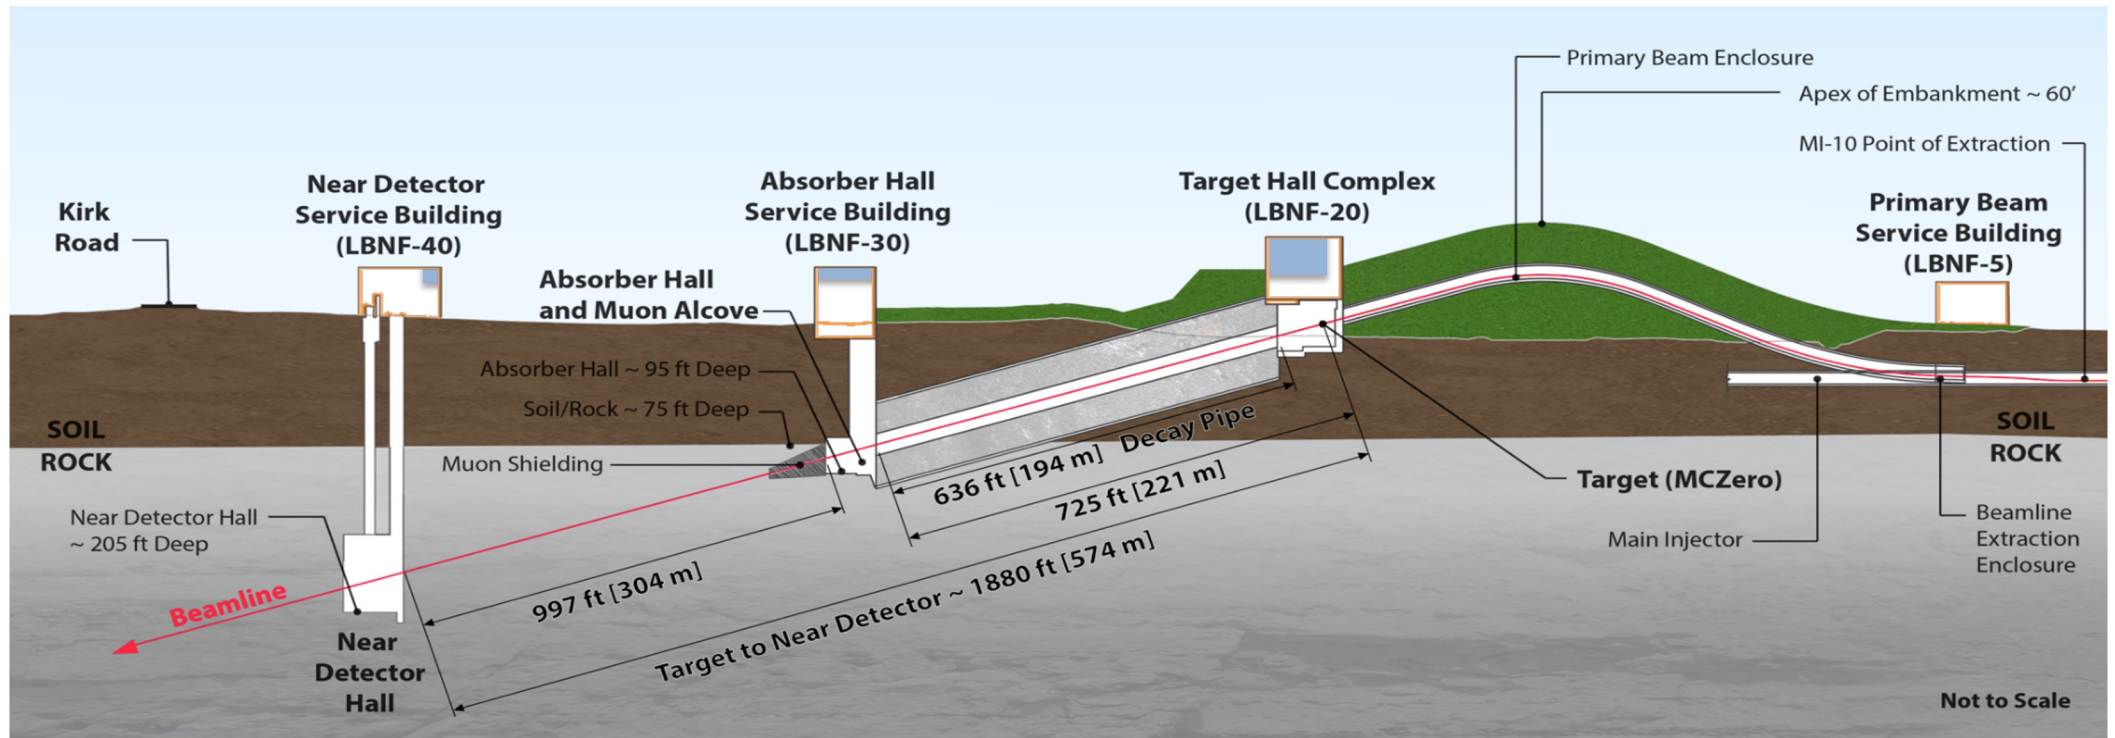 Primary Beam Enclosure
Apex of Embankment ~ 60'
MI-10 Point of Extraction
Kirk
Road
Near Detector
Service Building
(LBNF-40)
Absorber Hall
Service Building
(LBNF-30)
Target Hall Complex
(LBNF-20)
Primary Beam
Service Building
(LBNF-5)
Absorber Hall
and Muon Alcove
Absorber Hall ~ 95 ft Deep
Soil/Rock ~ 75 ft Deep
SOIL
ROCK
Muon Shielding
Near Detector Hall
~ 205 ft Deep
Beamline
Near
Detector
Hall
997 ft [304 m]
636 ft [194 m] Decay Pipe
725 ft [221 m]
Target to Near Detector ~ 1880 ft [574 m]
Target (MCZero)
Main Injector
SOIL
ROCK
Beamline
Extraction
Enclosure
Not to Scale